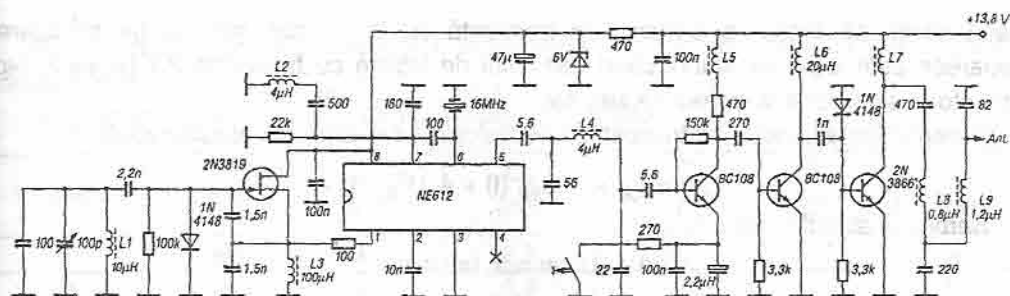 +13,8 V
47µ
6V
470
100n
L5
L6
20µH
L7
L2
4µH
500
22k
180
100
16MHz
5,6
L4
4µH
470
150k
270
1n
1N
4148
470
82
Ant.
2N3819
2,2n
8
7
6
5
NE612
56
5,6
BC108
BC108
2N
3866
L8
0,8µH
L9
1,2µH
100
100p
L1
10µH
100k
1N
4148
1,5n
1,5n
L3
100µH
100n
100
1
2
3
4
10n
270
22
100n
2,2µ
3,3k
3,3k
220